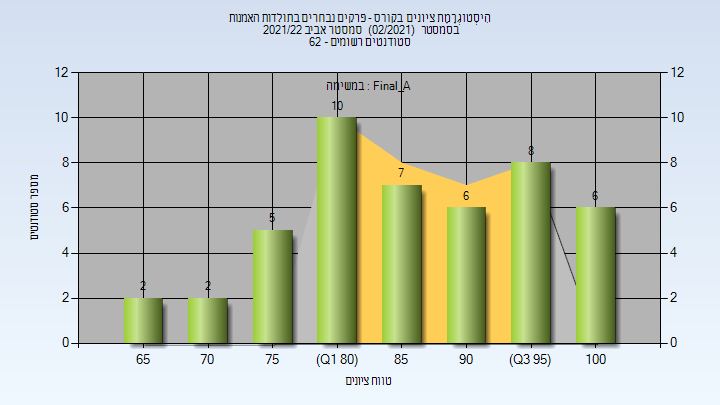 היסטוגרמת ציונים בקורס - פרקים נבחרים בתולדות האמנות
בסמסטר (02/2021) סמסטר אביב 2021/22
סטודנטים רשומים - 62
במשימה : Final_A
12 12
10 10 10
8 8 8
7
6 6 6 6
5
4 4
2 2 2 2
0 0
65 70 75 (Q1 80) 85 90 (Q3 95) 100
טווח ציונים
מספר סטודנטים